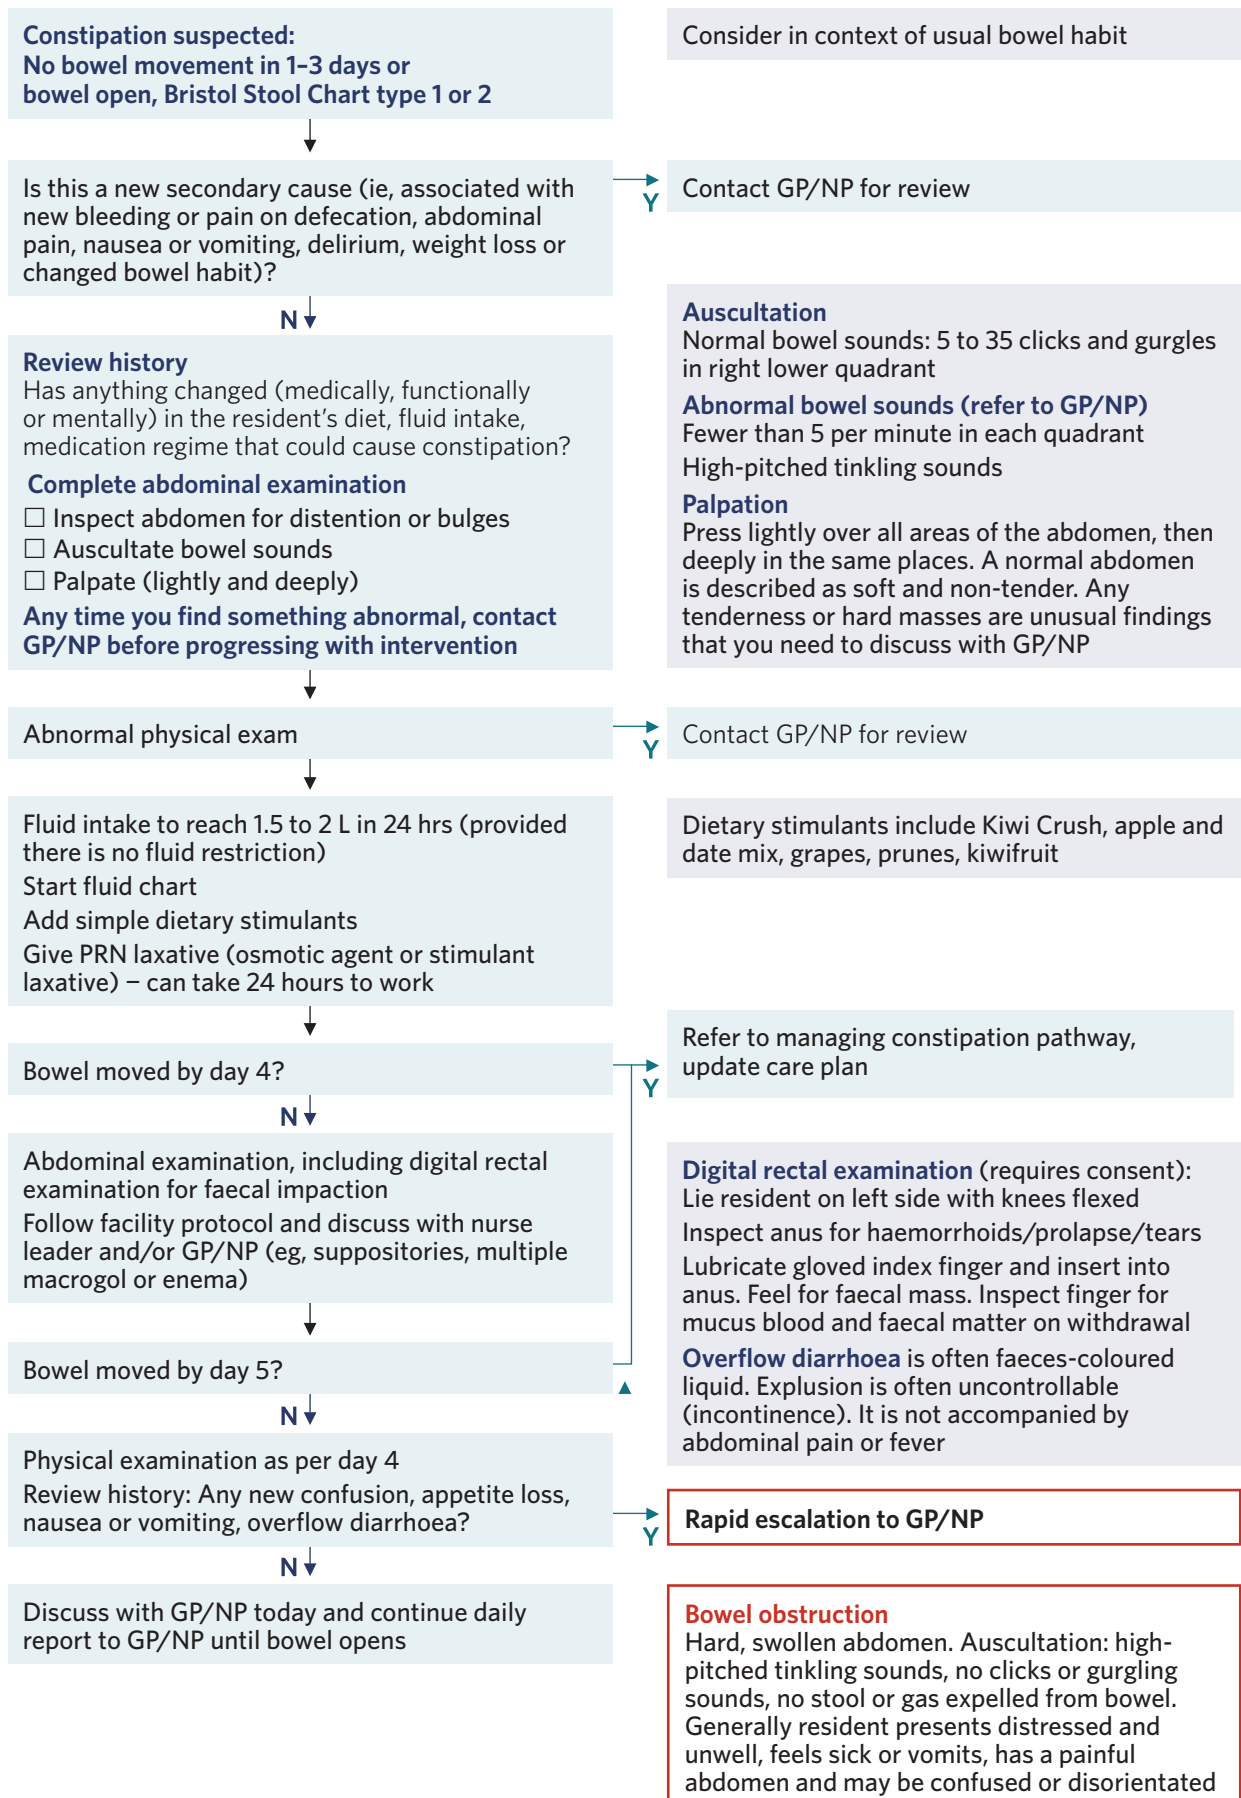 Constipation suspected:
No bowel movement in 1–3 days or
bowel open, Bristol Stool Chart type 1 or 2
Consider in context of usual bowel habit
Is this a new secondary cause (ie, associated with
new bleeding or pain on defecation, abdominal
pain, nausea or vomiting, delirium, weight loss or
changed bowel habit)?
Y
Contact GP/NP for review
N
Review history
Has anything changed (medically, functionally
or mentally) in the resident's diet, fluid intake,
medication regime that could cause constipation?
Complete abdominal examination
☐ Inspect abdomen for distention or bulges
☐ Auscultate bowel sounds
☐ Palpate (lightly and deeply)
Any time you find something abnormal, contact
GP/NP before progressing with intervention
Auscultation
Normal bowel sounds: 5 to 35 clicks and gurgles
in right lower quadrant
Abnormal bowel sounds (refer to GP/NP)
Fewer than 5 per minute in each quadrant
High-pitched tinkling sounds
Palpation
Press lightly over all areas of the abdomen, then
deeply in the same places. A normal abdomen
is described as soft and non-tender. Any
tenderness or hard masses are unusual findings
that you need to discuss with GP/NP
Abnormal physical exam
Y
Contact GP/NP for review
Fluid intake to reach 1.5 to 2 L in 24 hrs (provided
there is no fluid restriction)
Start fluid chart
Add simple dietary stimulants
Give PRN laxative (osmotic agent or stimulant
laxative) – can take 24 hours to work
Dietary stimulants include Kiwi Crush, apple and
date mix, grapes, prunes, kiwifruit
Bowel moved by day 4?
Y
Refer to managing constipation pathway,
update care plan
N
Abdominal examination, including digital rectal
examination for faecal impaction
Follow facility protocol and discuss with nurse
leader and/or GP/NP (eg, suppositories, multiple
macrogol or enema)
Digital rectal examination (requires consent):
Lie resident on left side with knees flexed
Inspect anus for haemorrhoids/prolapse/tears
Lubricate gloved index finger and insert into
anus. Feel for faecal mass. Inspect finger for
mucus blood and faecal matter on withdrawal
Overflow diarrhoea is often faeces-coloured
liquid. Explusion is often uncontrollable
(incontinence). It is not accompanied by
abdominal pain or fever
Bowel moved by day 5?
N
Physical examination as per day 4
Review history: Any new confusion, appetite loss,
nausea or vomiting, overflow diarrhoea?
Y
Rapid escalation to GP/NP
N
Discuss with GP/NP today and continue daily
report to GP/NP until bowel opens
Bowel obstruction
Hard, swollen abdomen. Auscultation: high-
pitched tinkling sounds, no clicks or gurgling
sounds, no stool or gas expelled from bowel.
Generally resident presents distressed and
unwell, feels sick or vomits, has a painful
abdomen and may be confused or disorientated